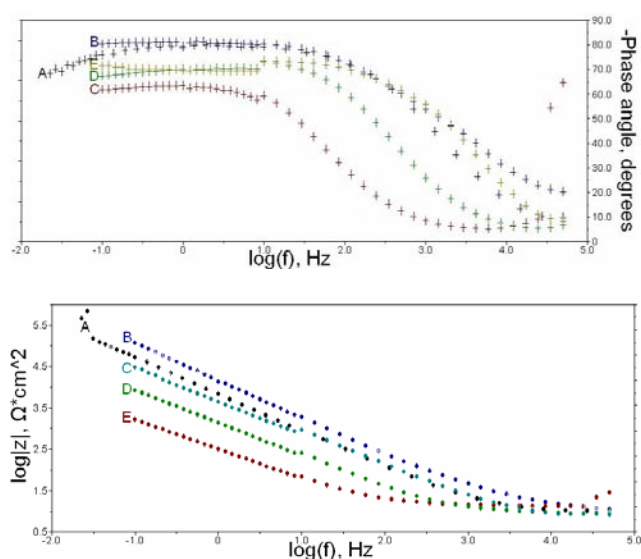 90.0
80.0
70.0
60.0
50.0
40.0
30.0
20.0
10.0
-Phase angle, degrees
B
A
E
D
C
-2.0 -1.0 0.0 1.0 2.0 3.0 4.0 5.0
log(f), Hz
5.5
4.5
3.5
2.5
1.5
0.5
log|z|, Ω*cm^2
A
B
C
D
E
-2.0 -1.0 0.0 1.0 2.0 3.0 4.0 5.0
log(f), Hz